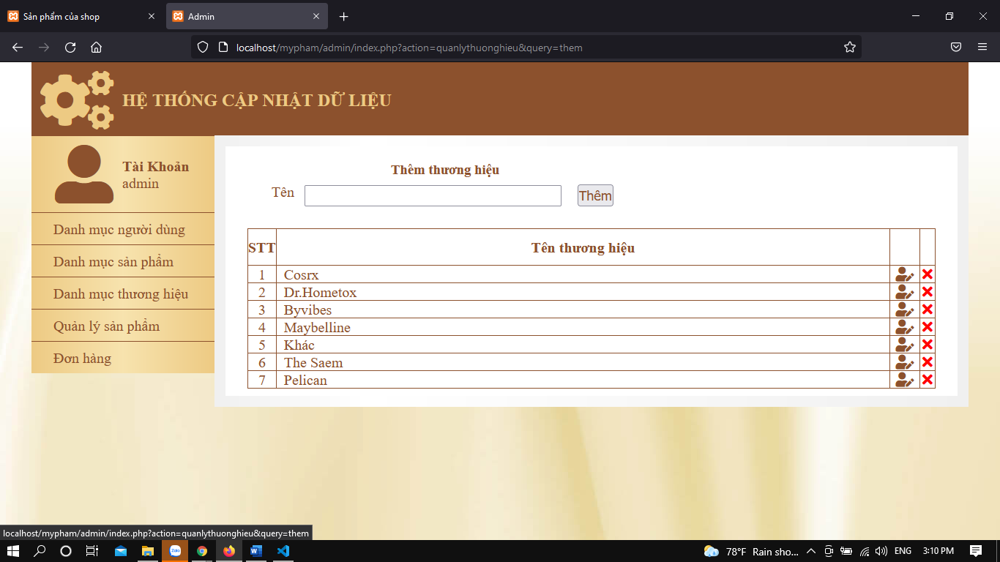 Sản phẩm của shop
Admin
localhost/mypham/admin/index.php?action=quanlythuonghieu&query=them
HỆ THỐNG CẬP NHẬT DỮ LIỆU
Tài Khoản
admin
Danh mục người dùng
Danh mục sản phẩm
Danh mục thương hiệu
Quản lý sản phẩm
Đơn hàng
Thêm thương hiệu
Tên Thêm
STT Tên thương hiệu
1 Cosrx
2 Dr.Hometox
3 Byvibes
4 Maybelline
5 Khác
6 The Saem
7 Pelican
localhost/mypham/admin/index.php?action=quanlythuonghieu&query=them
Zalo 78°F Rain sho... ENG 3:10 PM